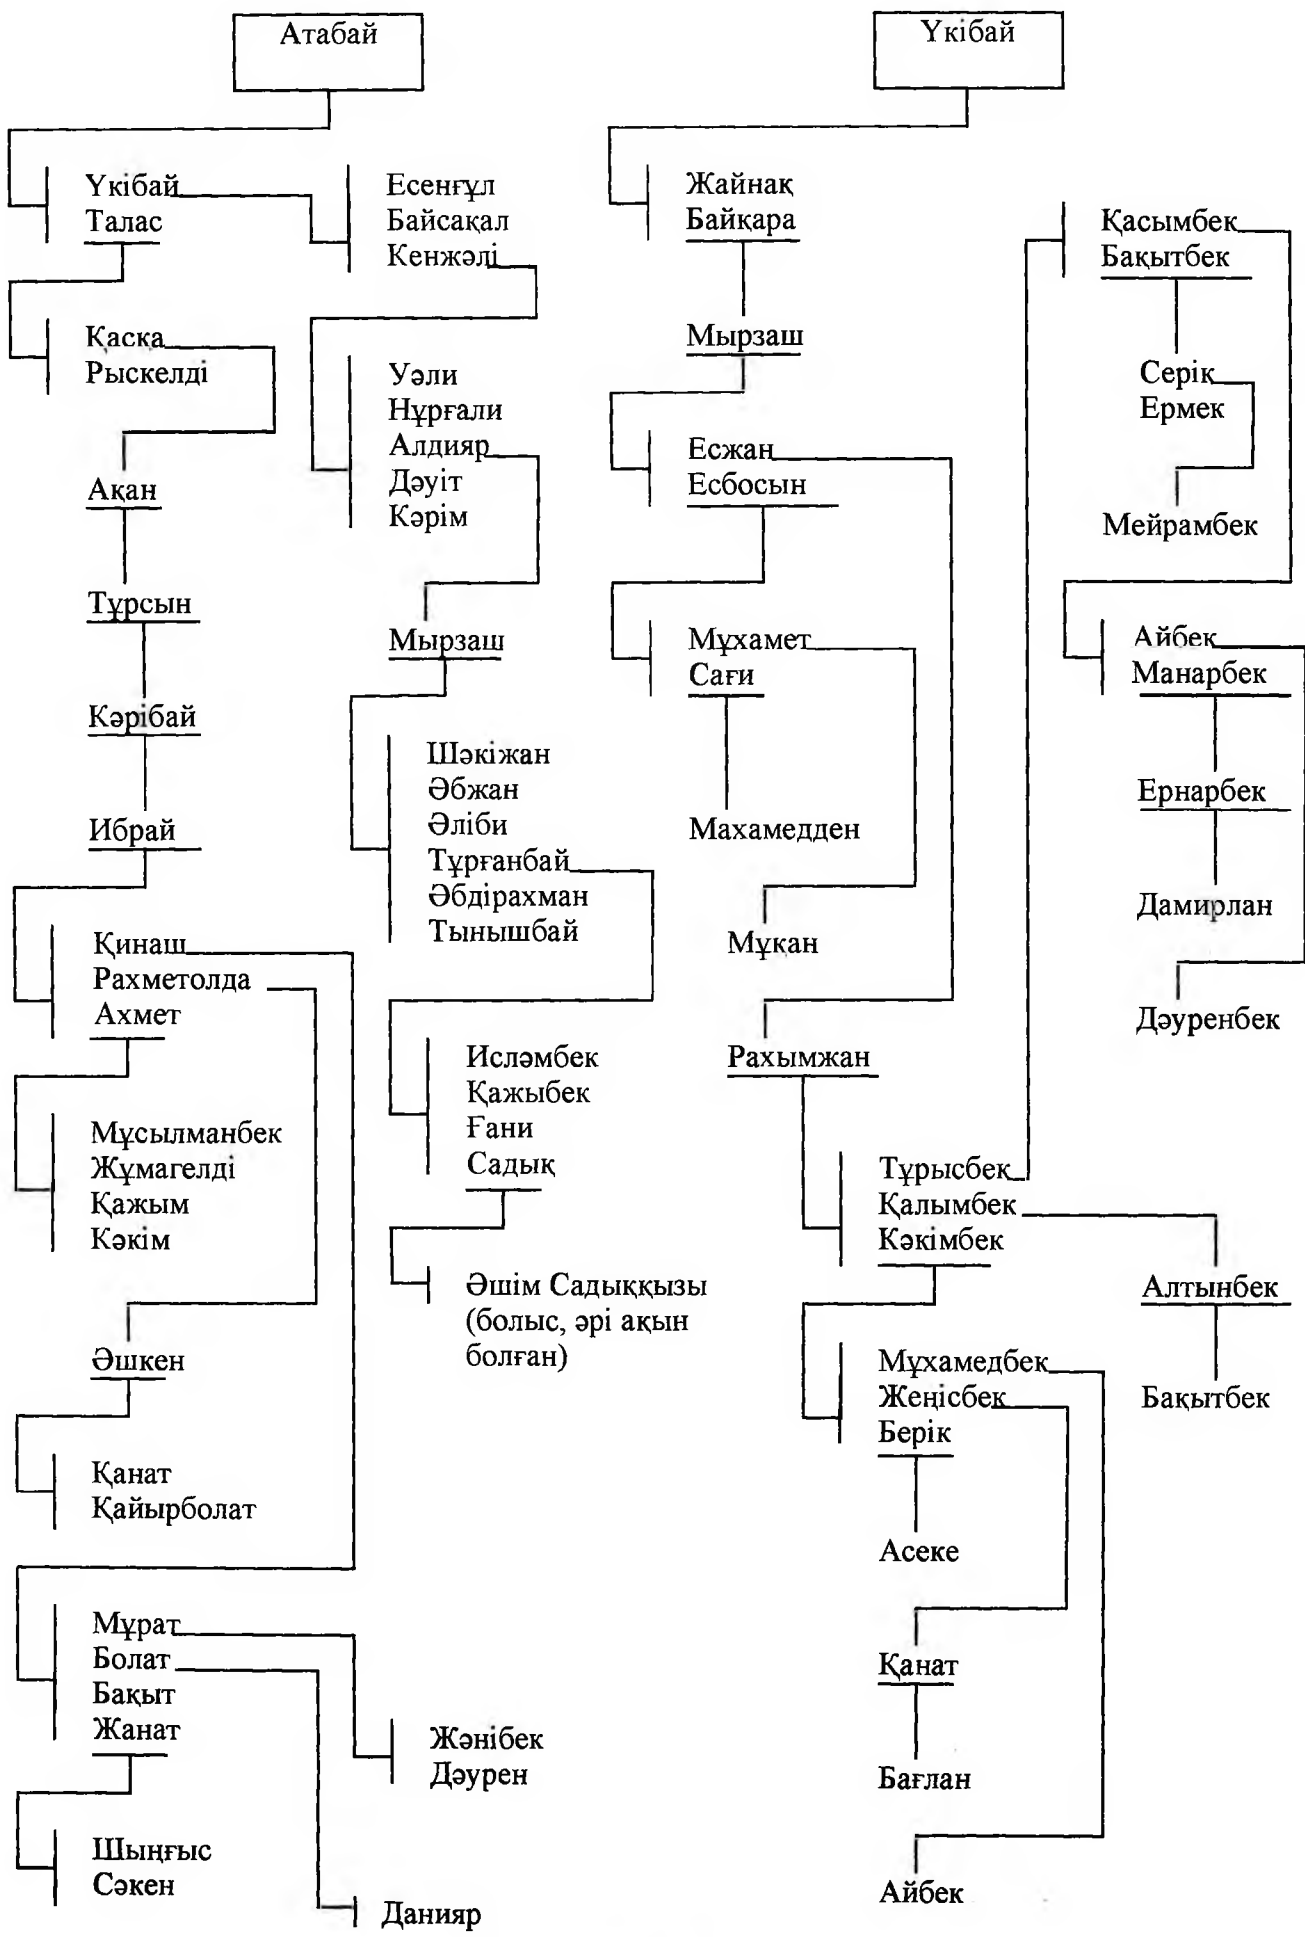 Атабай
Үкібай
Талас
Есенғұл
Байсақал
Кенжәлі
Қасқа
Рыскелді
Уәли
Нұрғали
Алдияр
Дәуіт
Кәрім
Ақан
Тұрсын
Кәрібай
Ибрай
Мырзаш
Шәкіжан
Әбжан
Әліби
Тұрғанбай
Әбдірахман
Тынышбай
Қинаш
Рахметолда
Ахмет
Мұсылманбек
Жұмагелді
Қажым
Кәкім
Исләмбек
Қажыбек
Ғани
Садық
Әшім Садыққызы
(болыс, әрі ақын
болған)
Әшкен
Қанат
Қайырболат
Мұрат
Болат
Бақыт
Жанат
Жәнібек
Дәурен
Шыңғыс
Сәкен
Данияр
Үкібай
Жайнақ
Байқара
Мырзаш
Есжан
Есбосын
Мұхамет
Сағи
Махамедден
Мұқан
Рахымжан
Тұрысбек
Қалымбек
Кәкімбек
Мұхамедбек
Жеңісбек
Берік
Асеке
Қанат
Бағлан
Айбек
Қасымбек
Бақытбек
Серік
Ермек
Мейрамбек
Айбек
Манарбек
Ернарбек
Дамирлан
Дәуренбек
Алтынбек
Бақытбек